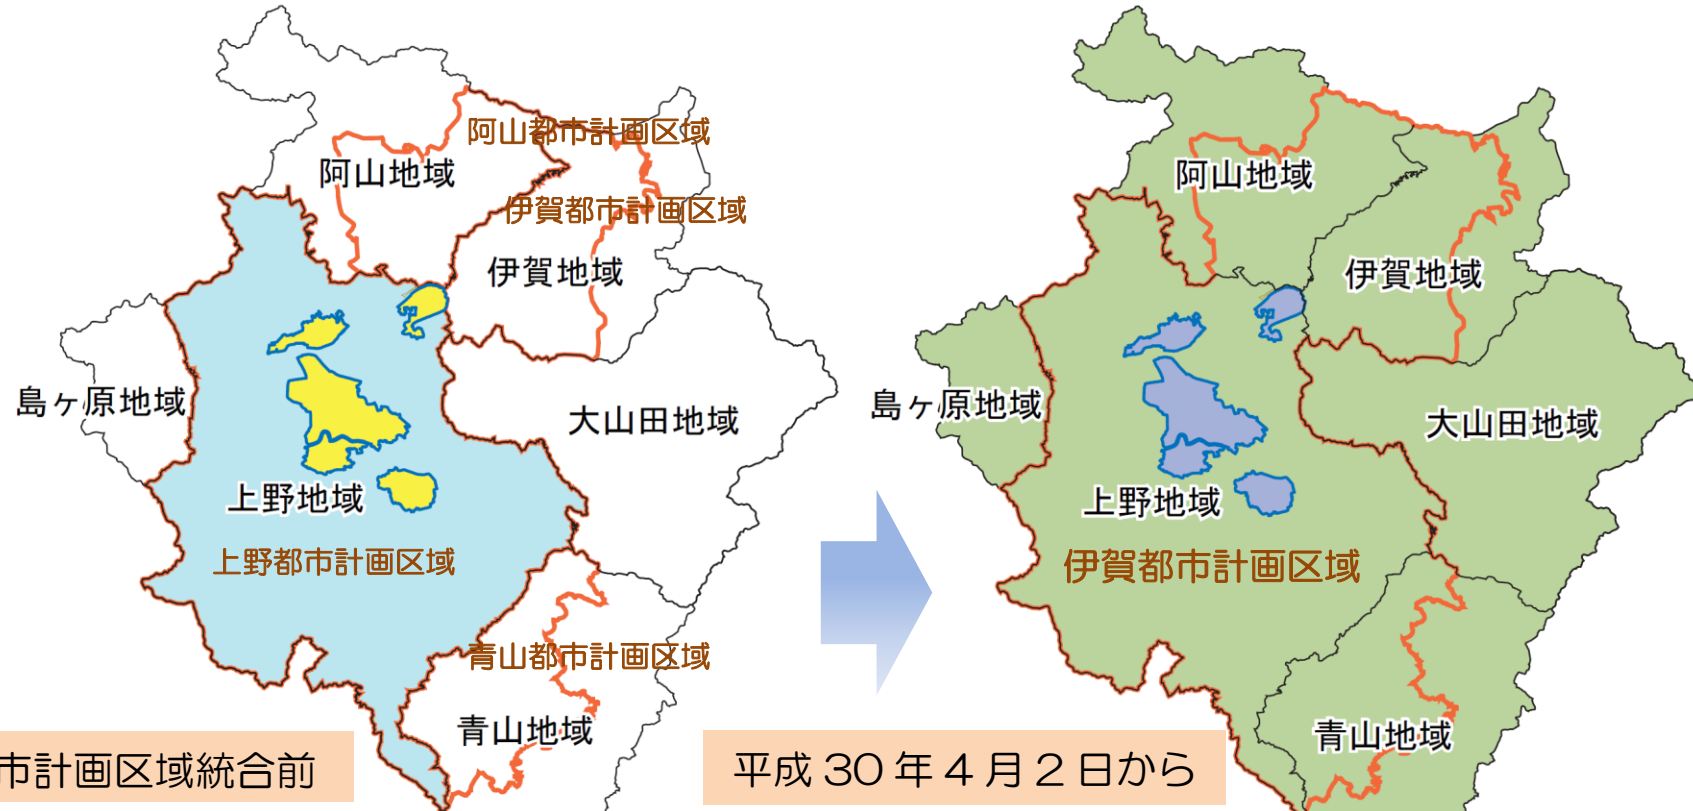 阿山都市計画区域
阿山地域
伊賀都市計画区域
伊賀地域
島ヶ原地域
大山田地域
上野地域
上野都市計画区域
青山都市計画区域
青山地域
市計画区域統合前
阿山地域
伊賀地域
島ヶ原地域
大山田地域
上野地域
伊賀都市計画区域
青山地域
平成30年4月2日から